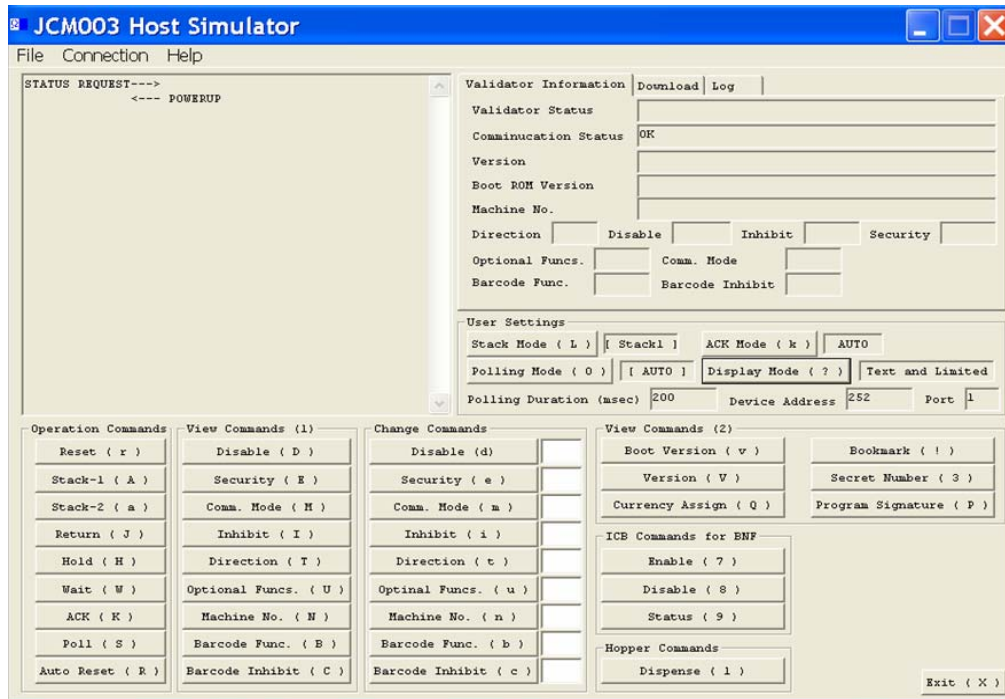 JCM003 Host Simulator
File Connection Help
STATUS REQUEST--->
<--- POWERUP
Validator Information Download Log
Validator Status
Comminucation Status OK
Version
Boot ROM Version
Machine No.
Direction Disable Inhibit Security
Optional Funcs. Comm. Mode
Barcode Func. Barcode Inhibit
User Settings
Stack Mode ( L ) [ Stack1 ] ACK Mode ( k ) AUTO
Polling Mode ( O ) [ AUTO ] Display Mode ( ? ) Text and Limited
Polling Duration (msec) 200 Device Address 252 Port 1
Operation Commands
Reset ( r )
Stack-1 ( A )
Stack-2 ( a )
Return ( J )
Hold ( H )
Wait ( W )
ACK ( K )
Poll ( S )
Auto Reset ( R )
View Commands (1)
Disable ( D )
Security ( E )
Comm. Mode ( M )
Inhibit ( I )
Direction ( T )
Optional Funcs. ( U )
Machine No. ( N )
Barcode Func. ( B )
Barcode Inhibit ( C )
Change Commands
Disable (d)
Security ( e )
Comm. Mode ( m )
Inhibit ( i )
Direction ( t )
Optinal Funcs. ( u )
Machine No. ( n )
Barcode Func. ( b )
Barcode Inhibit ( c )
View Commands (2)
Boot Version ( v ) Bookmark ( ! )
Version ( V ) Secret Number ( 3 )
Currency Assign ( Q ) Program Signature ( P )
ICB Commands for BNF
Enable ( 7 )
Disable ( 8 )
Status ( 9 )
Hopper Commands
Dispense ( l )
Exit ( X )